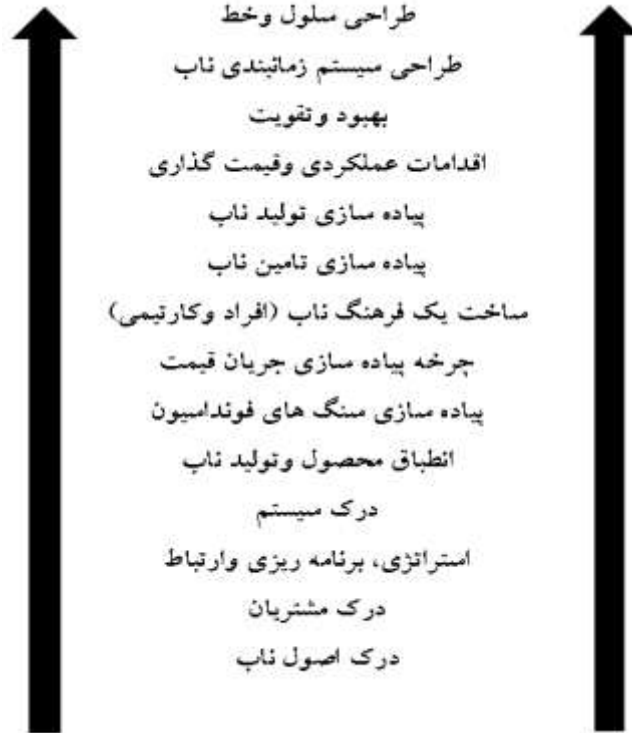 طراحی سلول وخط
طراحی سیستم زمانبندی ناب
بهبود وتقویت
اقدامات عملکردی وقیمت گذاری
پیاده سازی تولید ناب
پیاده سازی تامین ناب
ساخت یک فرهنگ ناب (افراد وکارتیمی)
چرخه پیاده سازی جریان قیمت
پیاده سازی سنگ های فونداسیون
انطباق محصول وتولید ناب
درک سیستم
استراتژی، برنامه ریزی وارتباط
درک مشتریان
درک اصول ناب